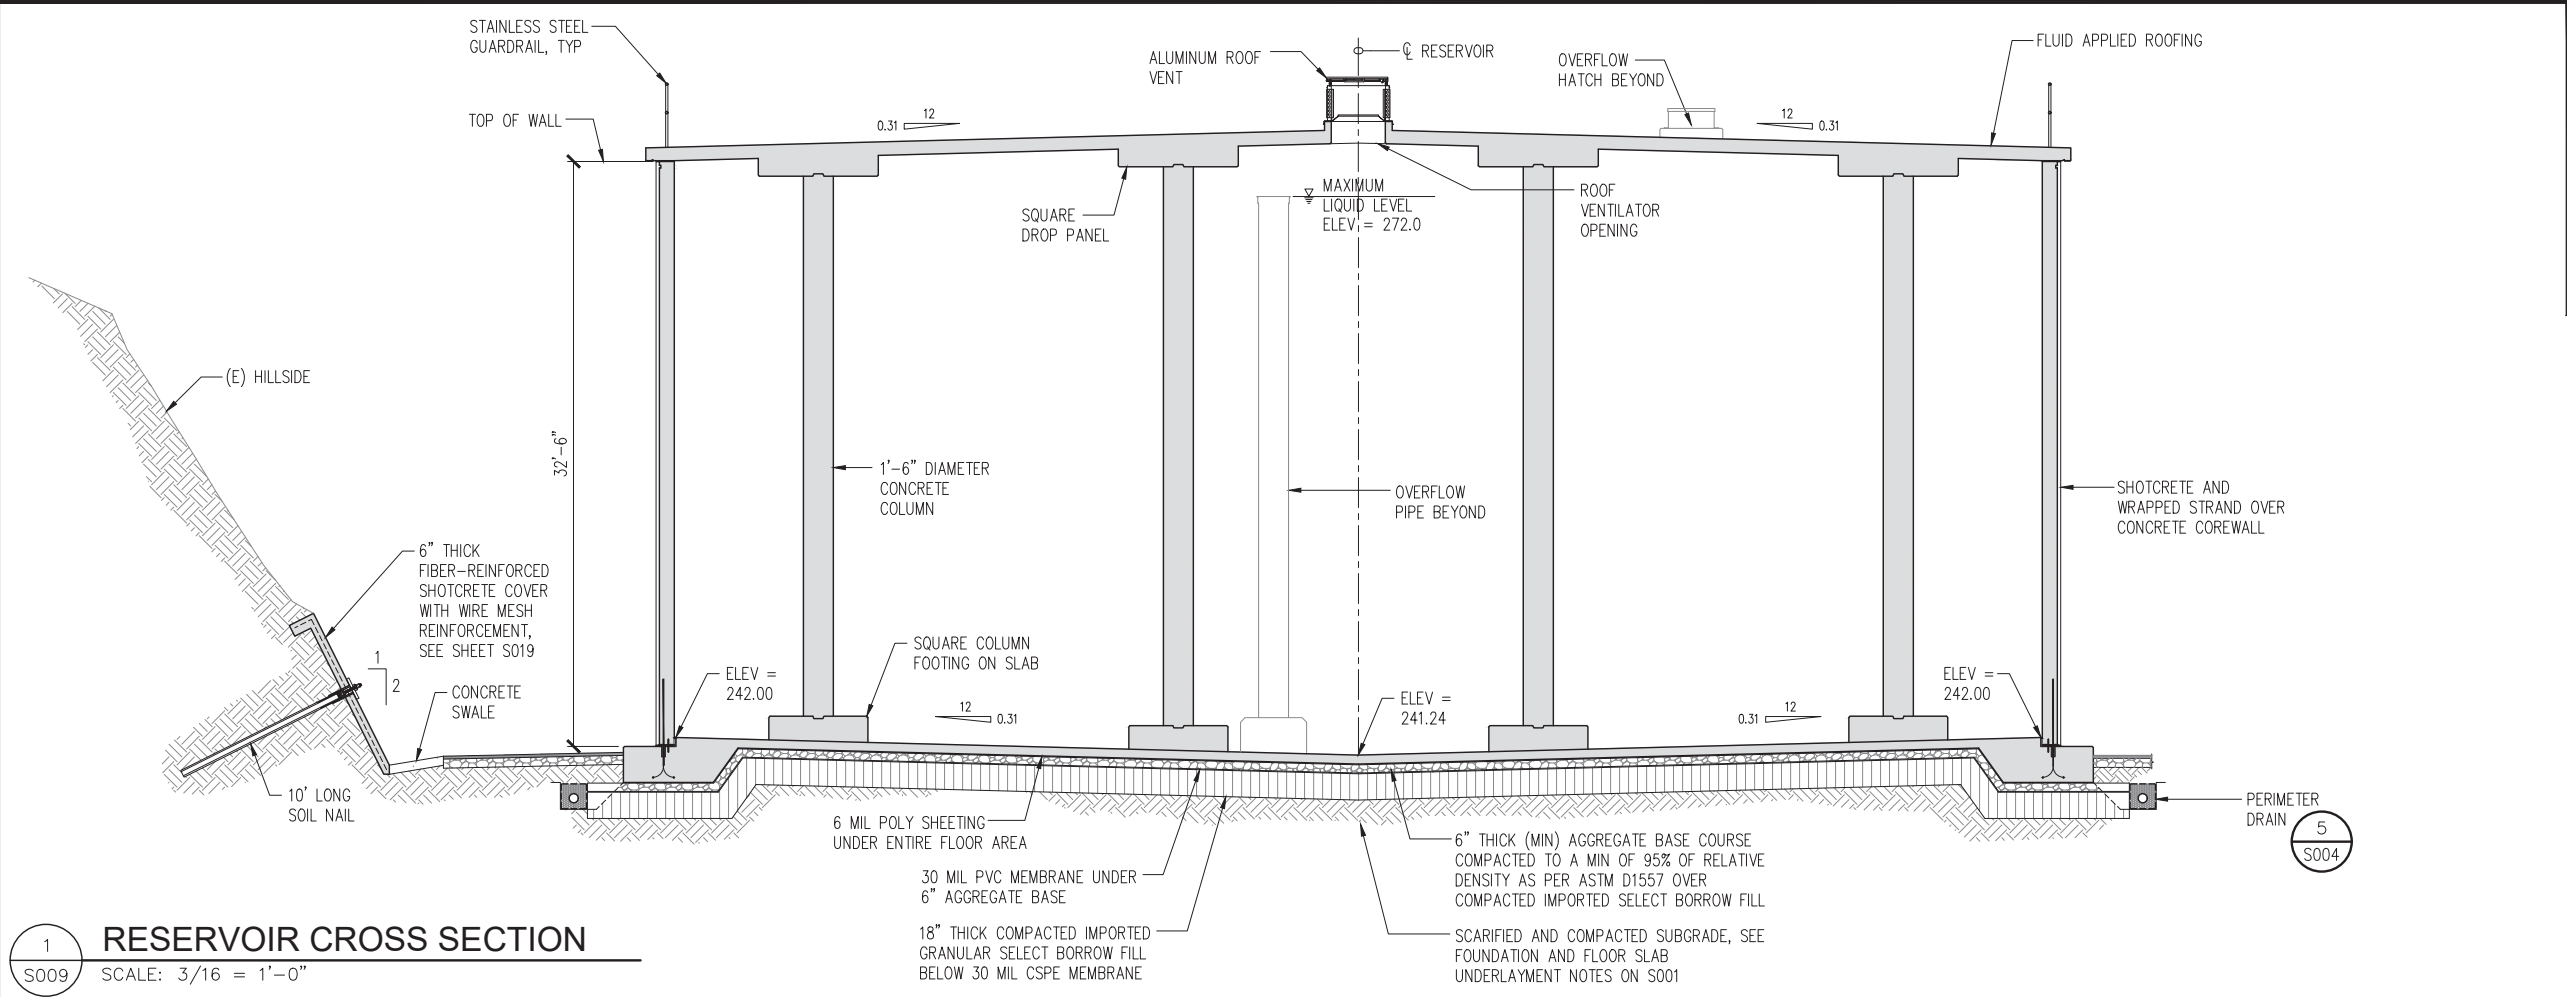 STAINLESS STEEL
GUARDRAIL, TYP
TOP OF WALL
0.31
12
ALUMINUM ROOF
VENT
℄ RESERVOIR
OVERFLOW
HATCH BEYOND
12
0.31
FLUID APPLIED ROOFING
MAXIMUM
LIQUID LEVEL
ELEV = 272.0
SQUARE
DROP PANEL
ROOF
VENTILATOR
OPENING
(E) HILLSIDE
32'-6"
1'-6" DIAMETER
CONCRETE
COLUMN
OVERFLOW
PIPE BEYOND
SHOTCRETE AND
WRAPPED STRAND OVER
CONCRETE COREWALL
6" THICK
FIBER-REINFORCED
SHOTCRETE COVER
WITH WIRE MESH
REINFORCEMENT,
SEE SHEET S019
1
2
CONCRETE
SWALE
SQUARE COLUMN
FOOTING ON SLAB
ELEV =
242.00
12
0.31
ELEV =
241.24
12
0.31
ELEV =
242.00
10' LONG
SOIL NAIL
6 MIL POLY SHEETING
UNDER ENTIRE FLOOR AREA
30 MIL PVC MEMBRANE UNDER
6" AGGREGATE BASE
18" THICK COMPACTED IMPORTED
GRANULAR SELECT BORROW FILL
BELOW 30 MIL CSPE MEMBRANE
6" THICK (MIN) AGGREGATE BASE COURSE
COMPACTED TO A MIN OF 95% OF RELATIVE
DENSITY AS PER ASTM D1557 OVER
COMPACTED IMPORTED SELECT BORROW FILL
SCARIFIED AND COMPACTED SUBGRADE, SEE
FOUNDATION AND FLOOR SLAB
UNDERLAYMENT NOTES ON S001
PERIMETER
DRAIN
5
S004
1
S009
RESERVOIR CROSS SECTION
SCALE: 3/16 = 1'-0"